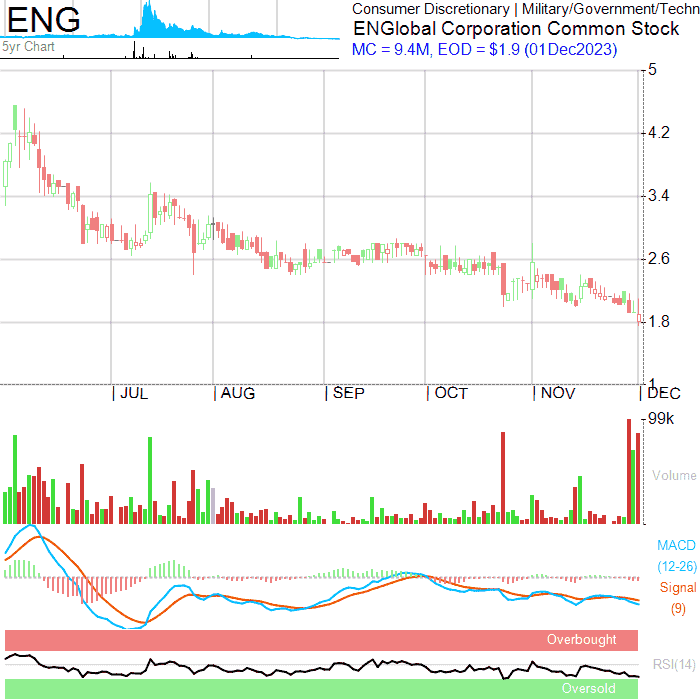 ENG
5yr Chart
Consumer Discretionary | Military/Government/Techn
ENGlobal Corporation Common Stock
MC = 9.4M, EOD = $1.9 (01Dec2023)
5
4.2
3.4
2.6
1.8
1
| JUL | AUG | SEP | OCT | NOV | DEC
99k
Volume
MACD
(12-26)
Signal
(9)
Overbought
RSI(14)
Oversold